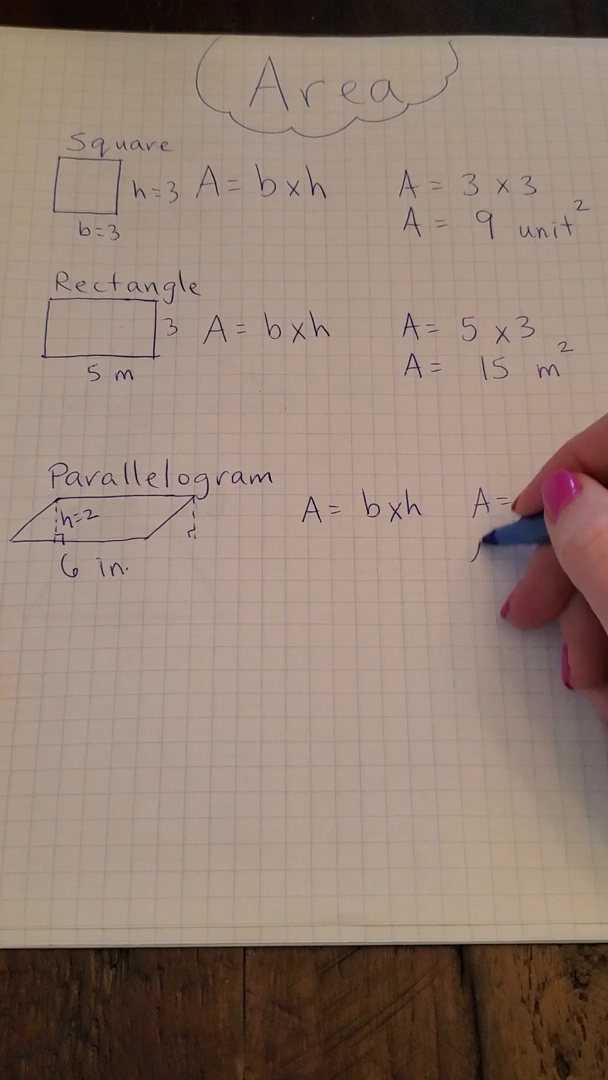 Area
Square
h=3 A = b x h A = 3 x 3
b=3 A = 9 unit²
Rectangle
3 A = b x h A = 5 x 3
5 m A = 15 m²
Parallelogram
h=2 A = b x h A =
6 in.